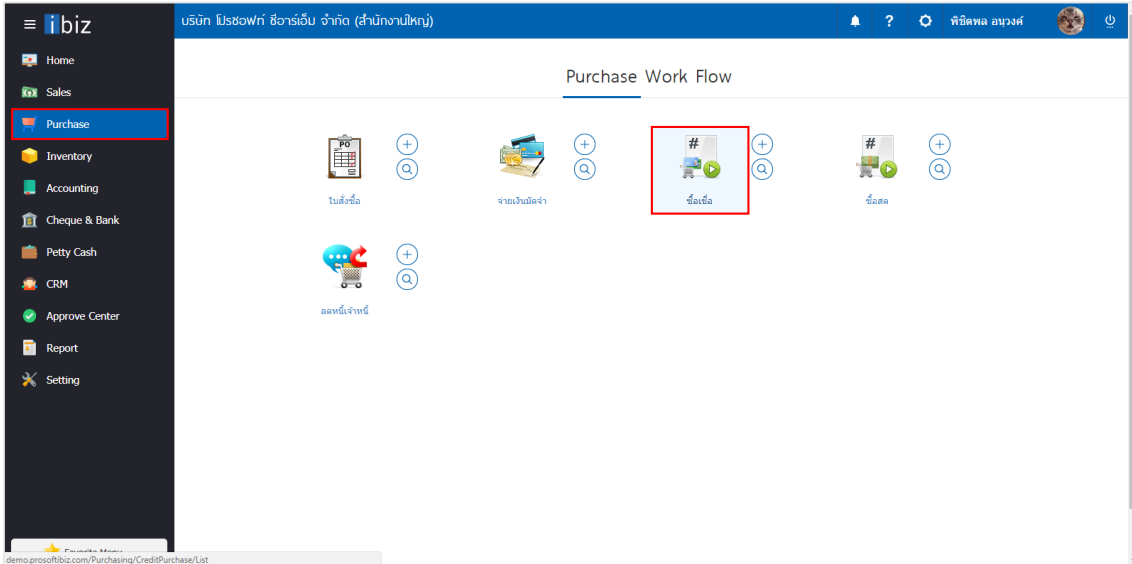 ≡ ibiz
บริษัท โปรซอฟท์ ซีอาร์เอ็ม จำกัด (สำนักงานใหญ่)
?
พิชิตพล อนุวงค์
Home
Sales
Purchase
Inventory
Accounting
Cheque & Bank
Petty Cash
CRM
Approve Center
Report
Setting
Purchase Work Flow
PO
ใบสั่งซื้อ
จ่ายเงินมัดจำ
#
ซื้อเชื่อ
#
ซื้อสด
ลดหนี้เจ้าหนี้
Favorite Menu
demo.prosoftibiz.com/Purchasing/CreditPurchase/List